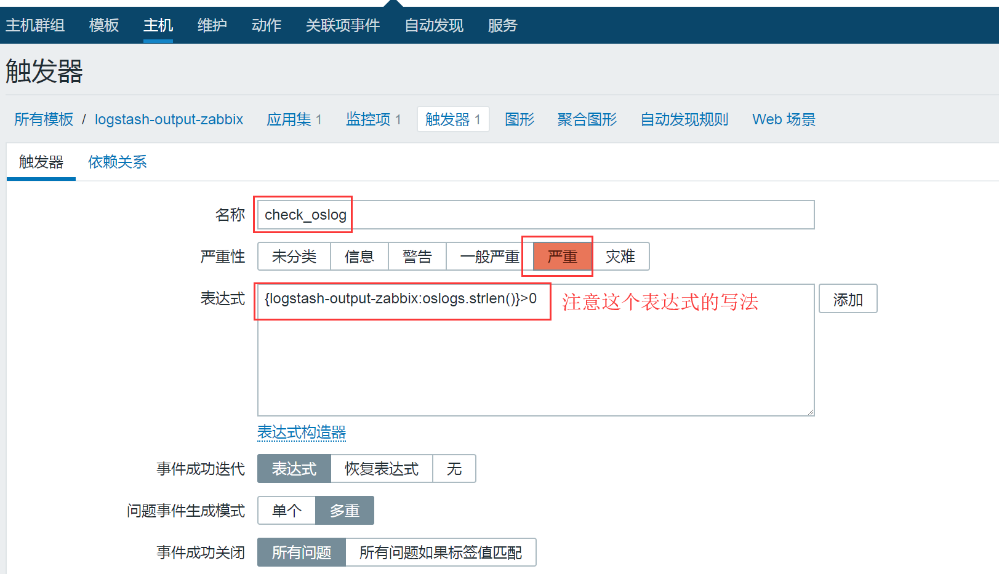 主机群组 模板 主机 维护 动作 关联项事件 自动发现 服务
触发器
所有模板 / logstash-output-zabbix 应用集 1 监控项 1 触发器 1 图形 聚合图形 自动发现规则 Web 场景
触发器 依赖关系
名称 check_oslog
严重性 未分类 信息 警告 一般严重 严重 灾难
表达式 {logstash-output-zabbix:oslogs.strlen()}>0 注意这个表达式的写法 添加
表达式构造器
事件成功迭代 表达式 恢复表达式 无
问题事件生成模式 单个 多重
事件成功关闭 所有问题 所有问题如果标签值匹配